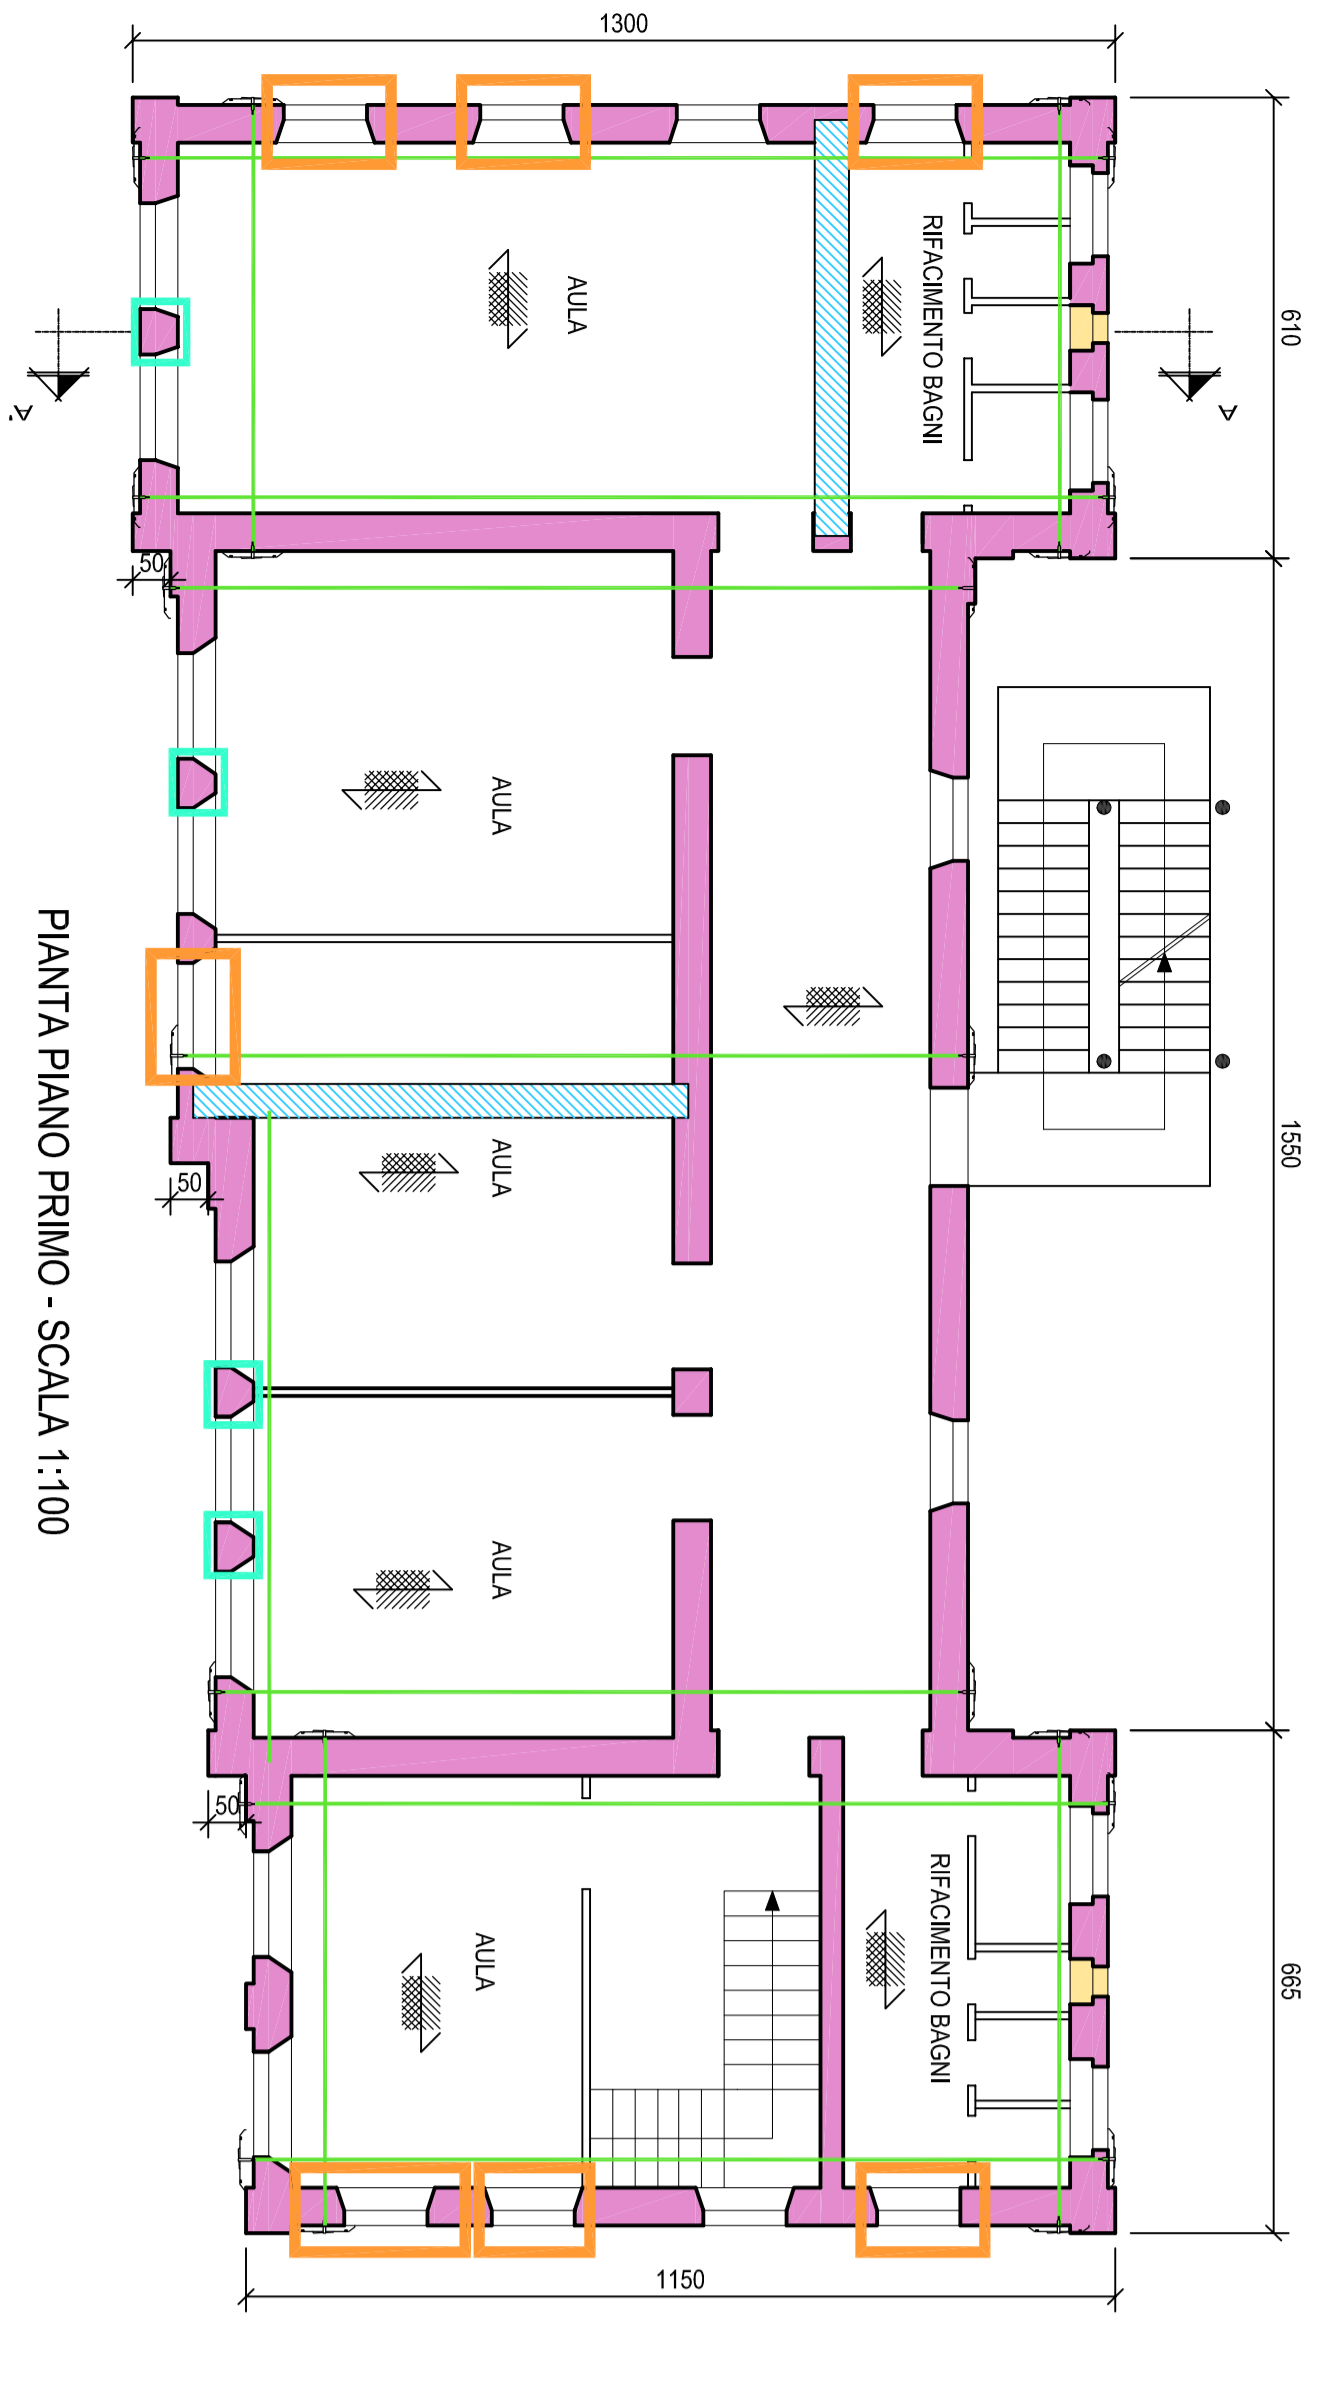 1300
610
1550
665
1150
50
50
50
A'
A
AULA
RIFACIMENTO BAGNI
AULA
AULA
AULA
AULA
RIFACIMENTO BAGNI
PIANTA PIANO PRIMO - SCALA 1:100